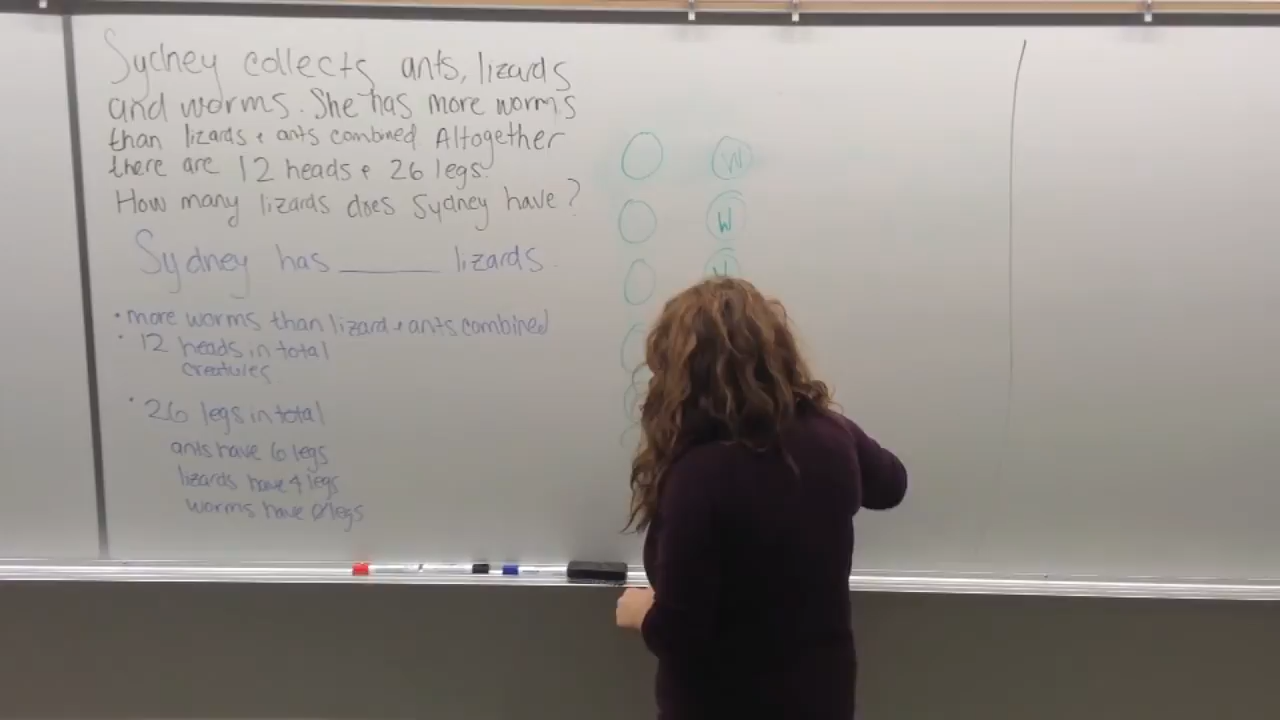 Sydney collects ants, lizards
and worms. She has more worms
than lizards + ants combined Altogether
there are 12 heads + 26 legs.
How many lizards does Sydney have?
Sydney has ______ lizards.
• more worms than lizard + ants combined
• 12 heads in total
creatures
• 26 legs in total
ants have 6 legs
lizards have 4 legs
worms have 0 legs
W
W